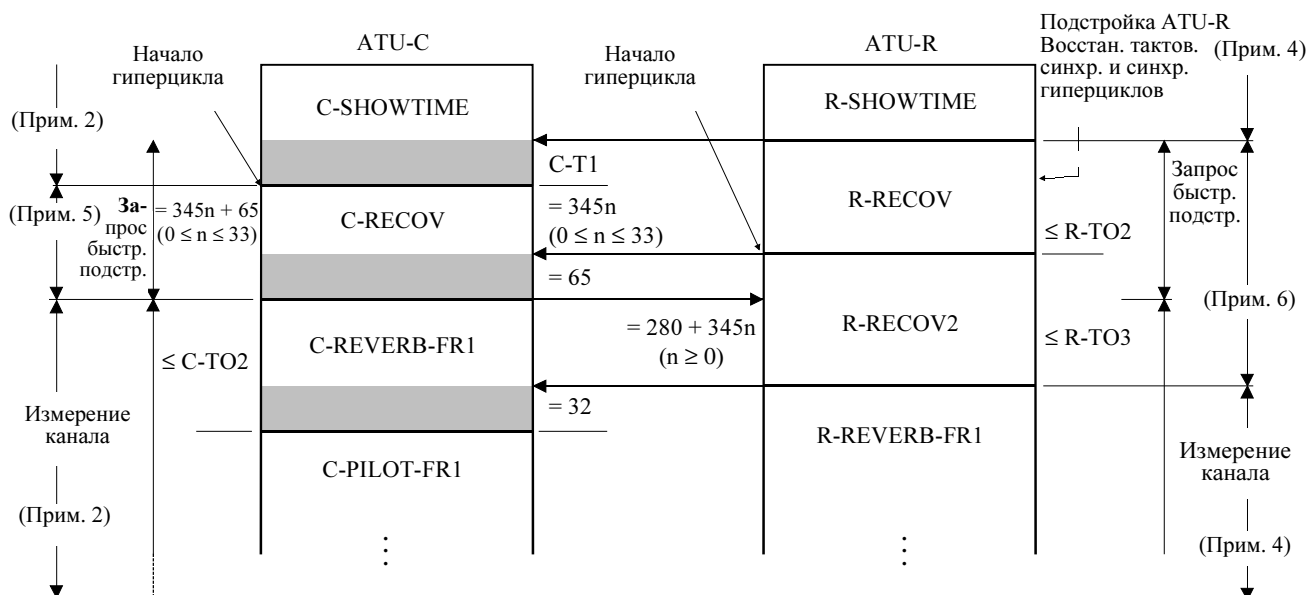 ATU-C
ATU-R
Начало
гиперцикла
Начало
гиперцикла
Подстройка ATU-R
Восстан. тактов.
синхр. и синхр.
гиперциклов
(Прим. 4)
(Прим. 2)
C-SHOWTIME
R-SHOWTIME
C-T1
(Прим. 5)
За-
прос
быстр.
подстр.
= 345n + 65
(0 ≤ n ≤ 33)
C-RECOV
= 345n
(0 ≤ n ≤ 33)
R-RECOV
≤ R-TO2
Запрос
быстр.
подстр.
= 65
(Прим. 6)
≤ C-TO2
C-REVERB-FR1
= 280 + 345n
(n ≥ 0)
R-RECOV2
≤ R-TO3
= 32
Измерение
канала
(Прим. 2)
C-PILOT-FR1
R-REVERB-FR1
Измерение
канала
(Прим. 4)